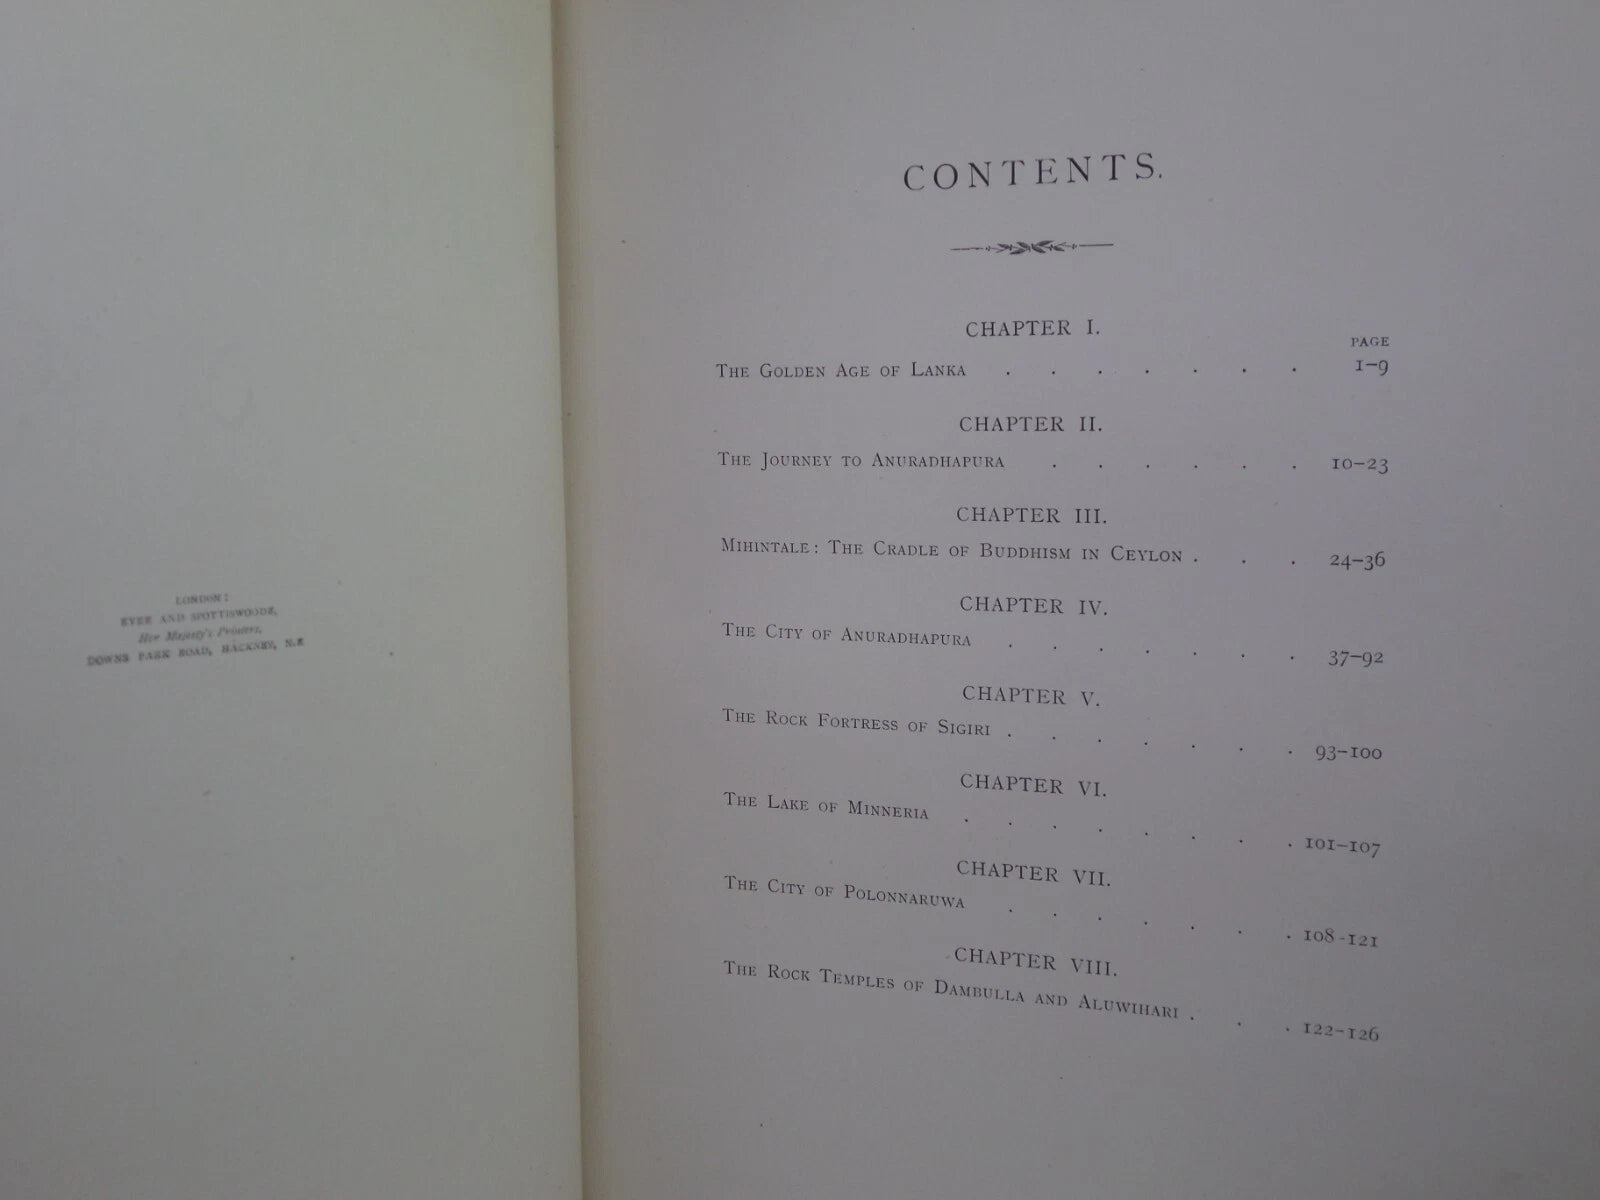 LONDON:
EYRE AND SPOTTISWOODE,
Her Majesty's Printers,
DOWNS PARK ROAD, HACKNEY, N.E
CONTENTS.
CHAPTER I.
PAGE
THE GOLDEN AGE OF LANKA . . . . . . . 1–9
CHAPTER II.
THE JOURNEY TO ANURADHAPURA . . . . . . 10–23
CHAPTER III.
MIHINTALE: THE CRADLE OF BUDDHISM IN CEYLON . . . 24–36
CHAPTER IV.
THE CITY OF ANURADHAPURA . . . . . . . 37–92
CHAPTER V.
THE ROCK FORTRESS OF SIGIRI . . . . . . . 93–100
CHAPTER VI.
THE LAKE OF MINNERIA . . . . . . . . 101–107
CHAPTER VII.
THE CITY OF POLONNARUWA . . . . . . . 108-121
CHAPTER VIII.
THE ROCK TEMPLES OF DAMBULLA AND ALUWIHARI . . . 122–126